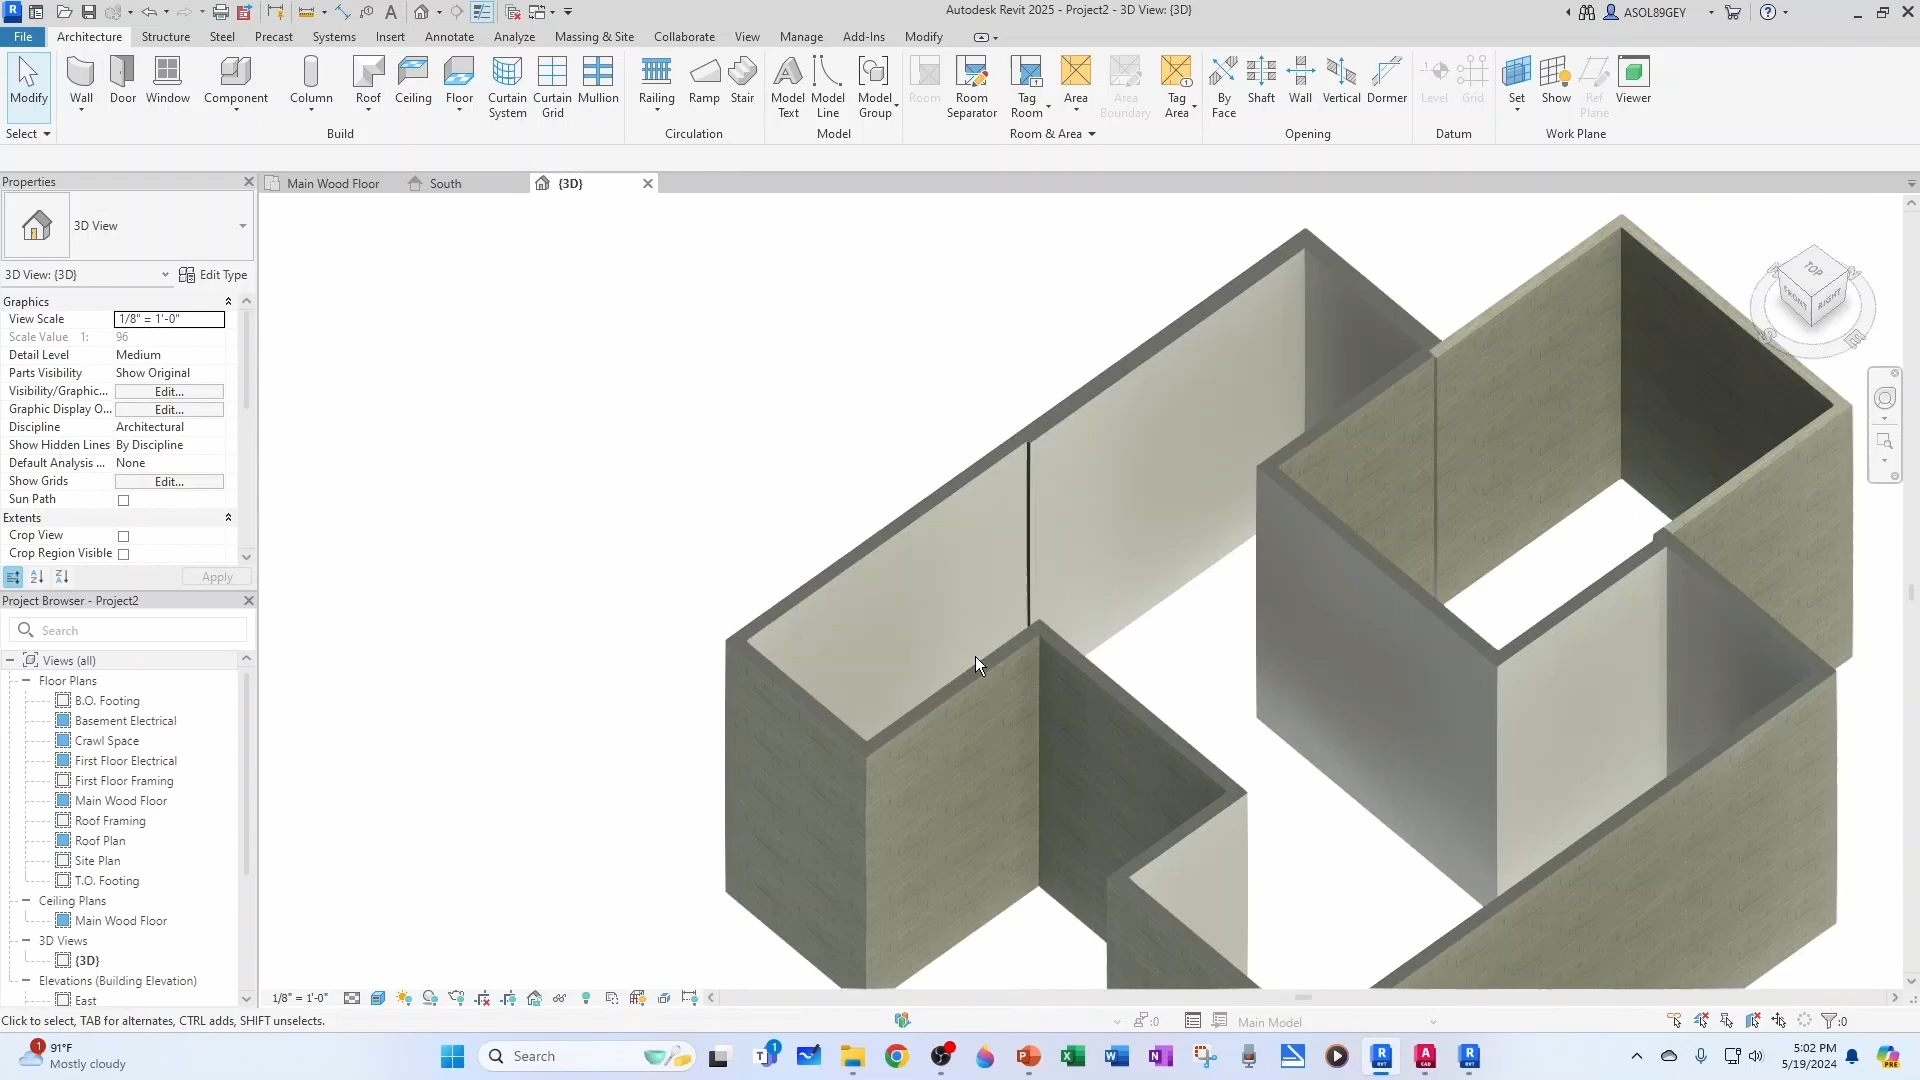 Autodesk Revit 2025 - Project2 - 3D View: {3D}
ASOL89GEY
File Architecture Structure Steel Precast Systems Insert Annotate Analyze Massing & Site Collaborate View Manage Add-Ins Modify
Modify Wall Door Window Component Column Roof Ceiling Floor Curtain System Curtain Grid Mullion Railing Ramp Stair Model Text Model Line Model Group Room Room Separator Tag Room Area Area Boundary Tag Area By Face Shaft Wall Vertical Dormer Level Grid Set Show Ref Plane Viewer
Select Build Circulation Model Room & Area Opening Datum Work Plane
Properties
Main Wood Floor South {3D}
3D View
3D View: {3D} Edit Type
Graphics
View Scale 1/8" = 1'-0"
Scale Value 1: 96
Detail Level Medium
Parts Visibility Show Original
Visibility/Graphic... Edit...
Graphic Display O... Edit...
Discipline Architectural
Show Hidden Lines By Discipline
Default Analysis ... None
Show Grids Edit...
Sun Path
Extents
Crop View
Crop Region Visible
Apply
Project Browser - Project2
Search
Views (all)
Floor Plans
B.O. Footing
Basement Electrical
Crawl Space
First Floor Electrical
First Floor Framing
Main Wood Floor
Roof Framing
Roof Plan
Site Plan
T.O. Footing
Ceiling Plans
Main Wood Floor
3D Views
{3D}
Elevations (Building Elevation)
East
TOP
FRONT
RIGHT
E
1/8" = 1'-0"
Click to select, TAB for alternates, CTRL adds, SHIFT unselects.
:0
Main Model
:0
1
91°F
Mostly cloudy
Search
1
5:02 PM
5/19/2024